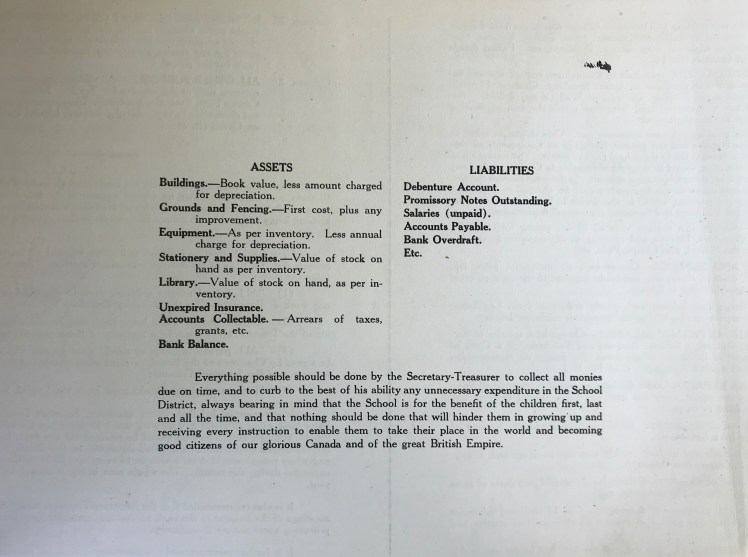 ASSETS
Buildings.—Book value, less amount charged
for depreciation.
Grounds and Fencing.—First cost, plus any
improvement.
Equipment.—As per inventory. Less annual
charge for depreciation.
Stationery and Supplies.—Value of stock on
hand as per inventory.
Library.—Value of stock on hand, as per in-
ventory.
Unexpired Insurance.
Accounts Collectable. — Arrears of taxes,
grants, etc.
Bank Balance.
LIABILITIES
Debenture Account.
Promissory Notes Outstanding.
Salaries (unpaid).
Accounts Payable.
Bank Overdraft.
Etc.
Everything possible should be done by the Secretary-Treasurer to collect all monies
due on time, and to curb to the best of his ability any unnecessary expenditure in the School
District, always bearing in mind that the School is for the benefit of the children first, last
and all the time, and that nothing should be done that will hinder them in growing up and
receiving every instruction to enable them to take their place in the world and becoming
good citizens of our glorious Canada and of the great British Empire.